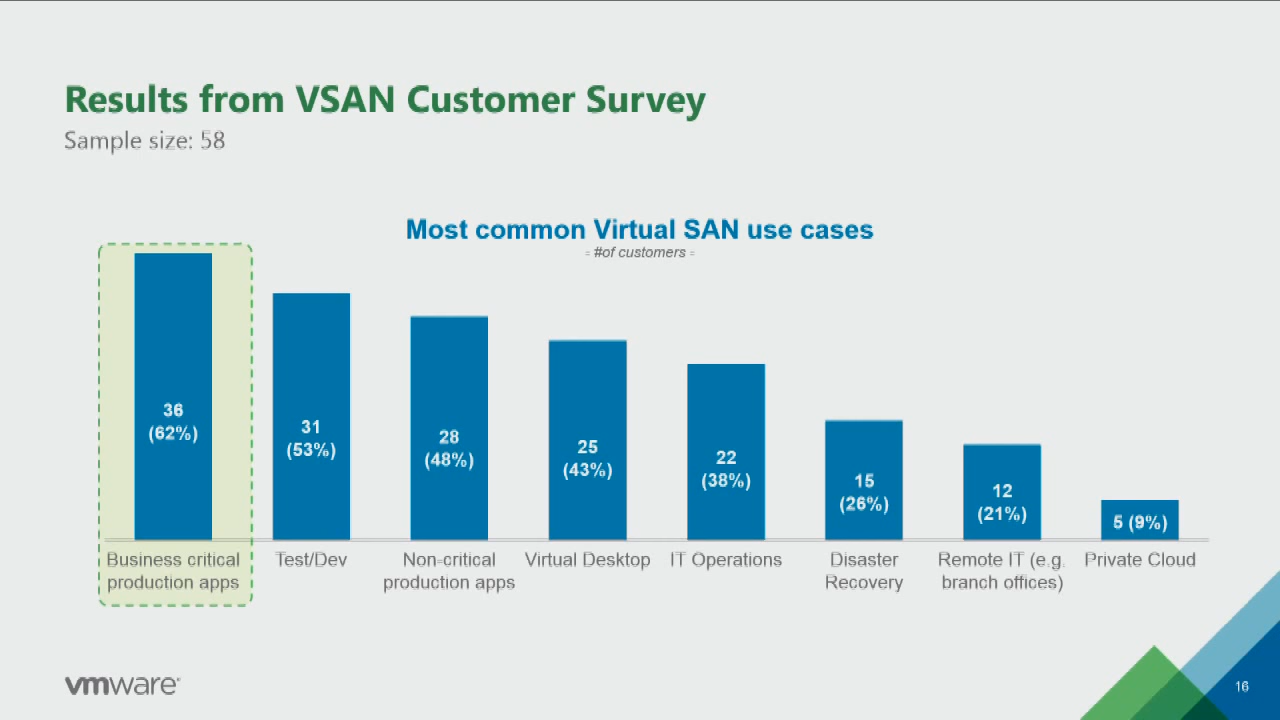 Results from VSAN Customer Survey
Sample size: 58
Most common Virtual SAN use cases
- #of customers -
36
(62%)
31
(53%)
28
(48%)
25
(43%)
22
(38%)
15
(26%)
12
(21%)
5 (9%)
Business critical
production apps
Test/Dev
Non-critical
production apps
Virtual Desktop
IT Operations
Disaster
Recovery
Remote IT (e.g.
branch offices)
Private Cloud
vmware
16